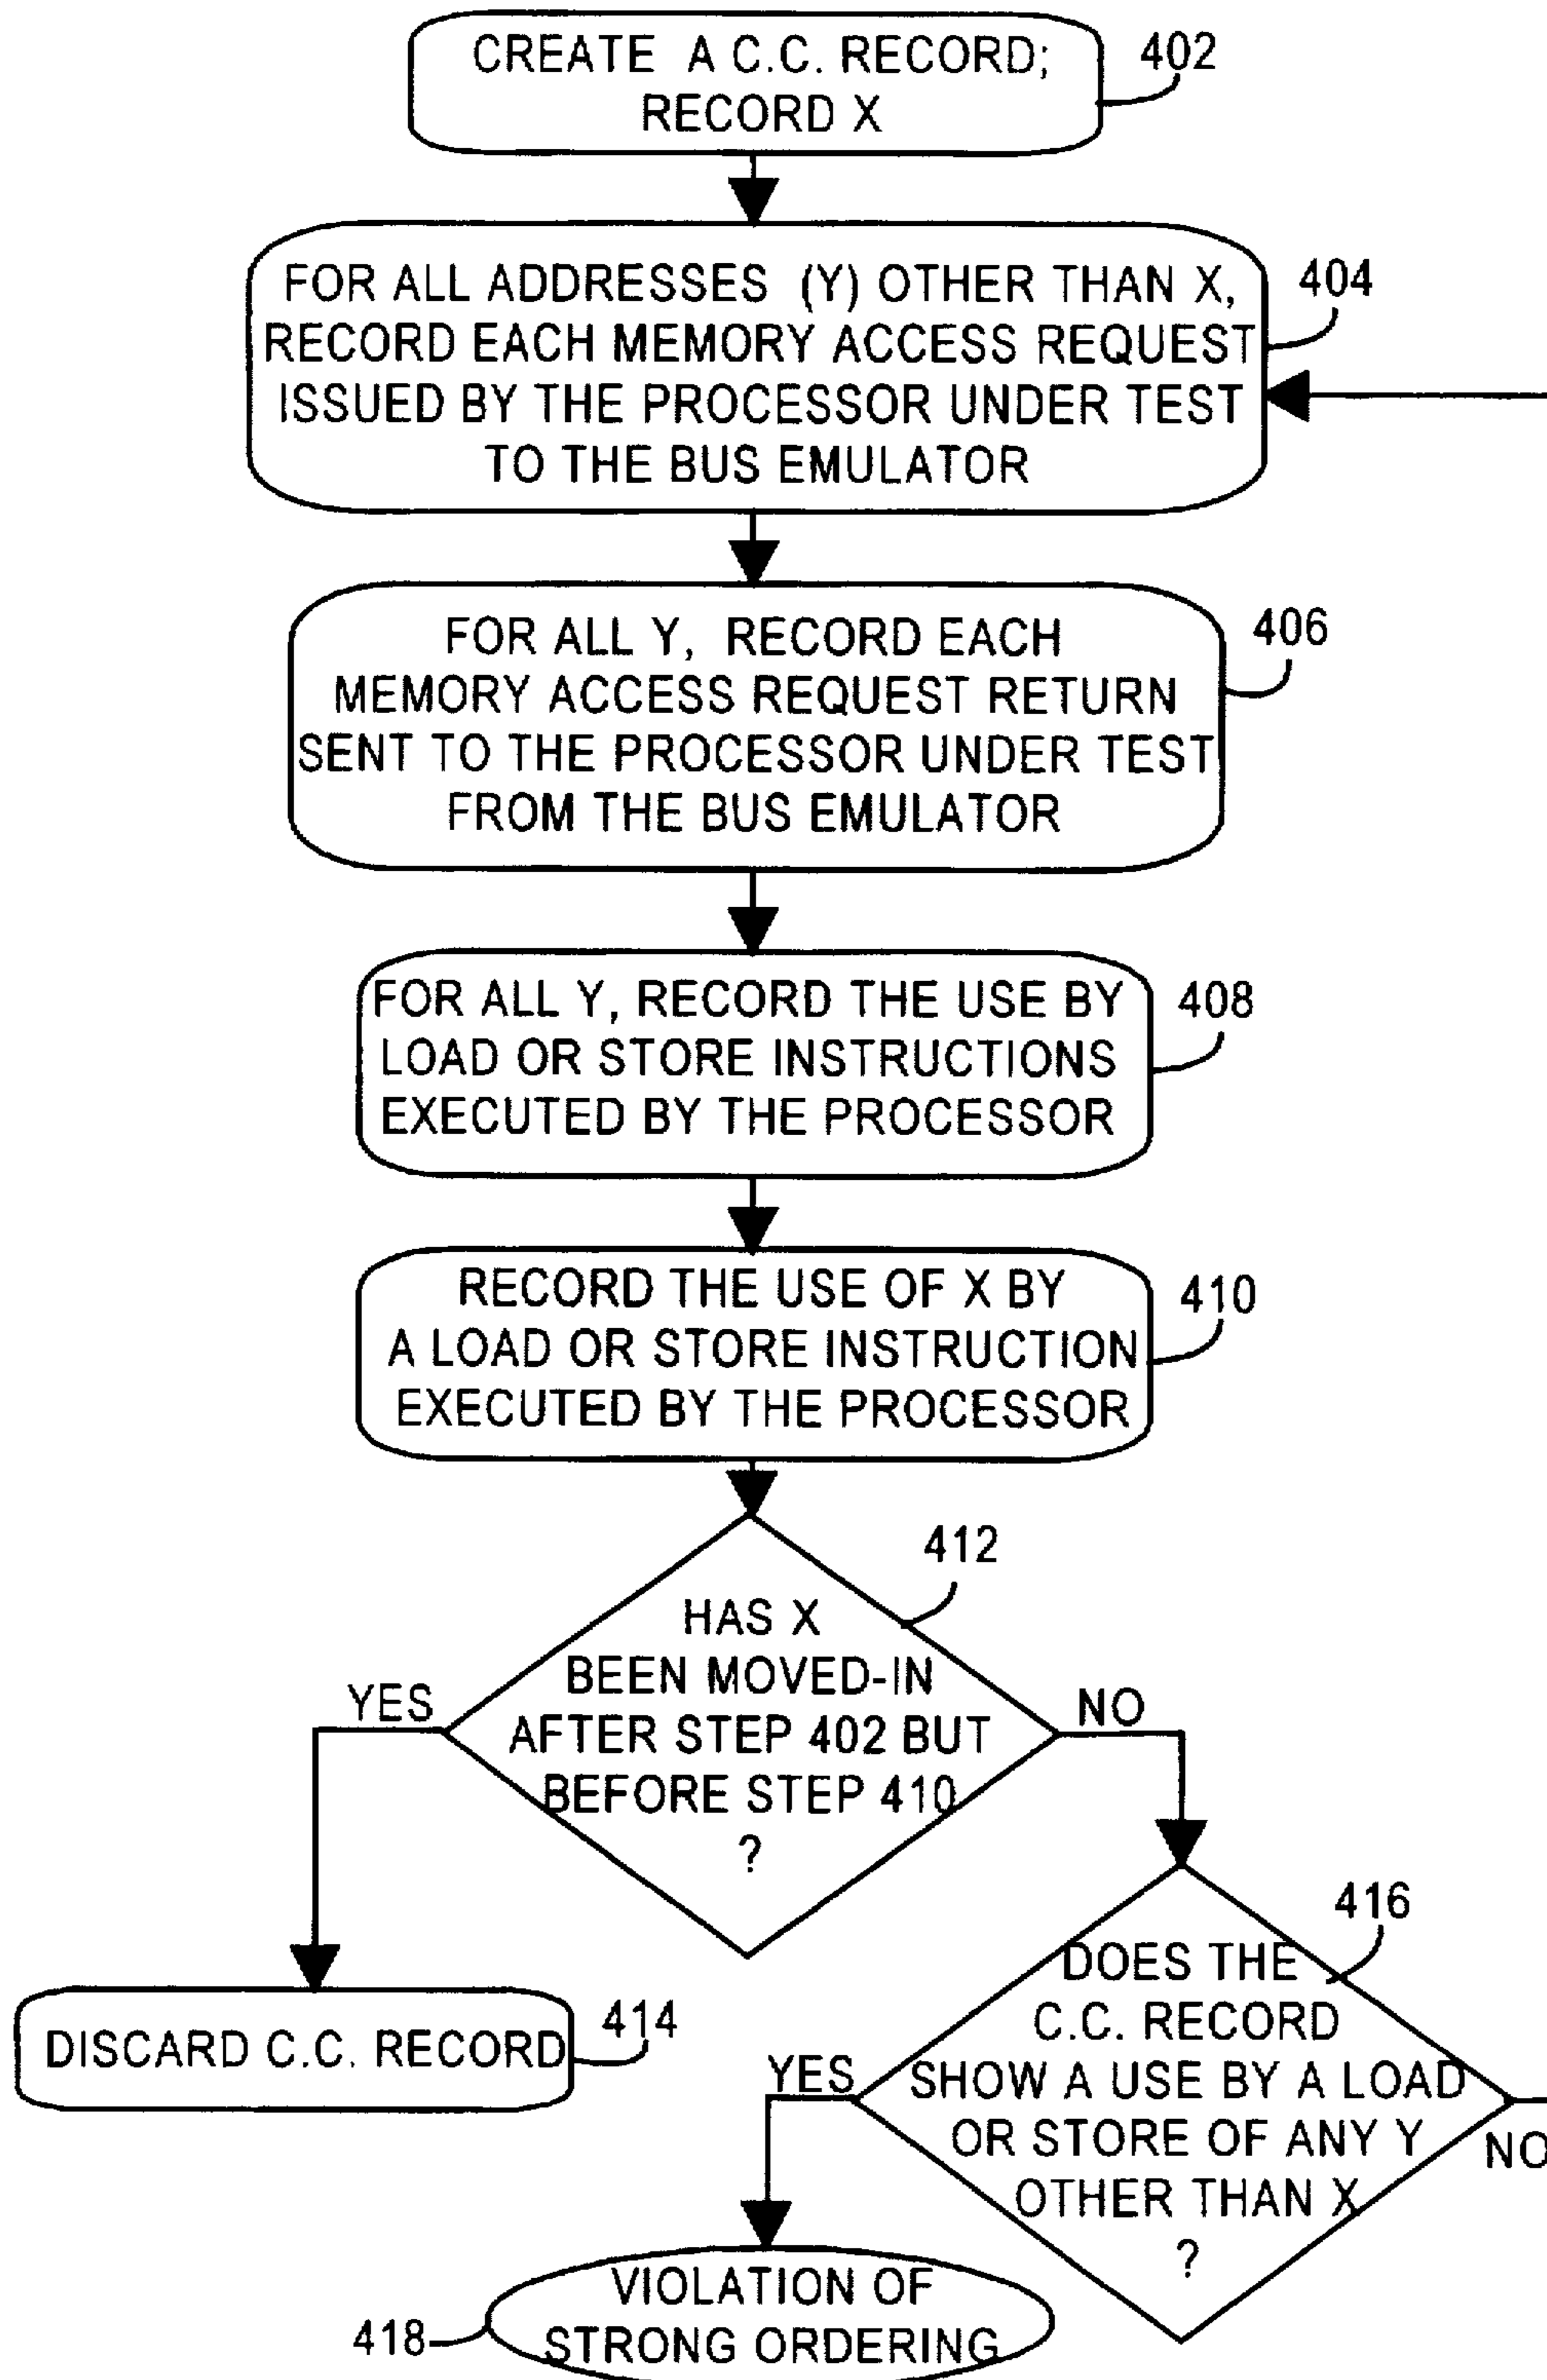 CREATE A C.C. RECORD;
RECORD X
402
FOR ALL ADDRESSES (Y) OTHER THAN X,
RECORD EACH MEMORY ACCESS REQUEST
ISSUED BY THE PROCESSOR UNDER TEST
TO THE BUS EMULATOR
404
FOR ALL Y, RECORD EACH
MEMORY ACCESS REQUEST RETURN
SENT TO THE PROCESSOR UNDER TEST
FROM THE BUS EMULATOR
406
FOR ALL Y, RECORD THE USE BY
LOAD OR STORE INSTRUCTIONS
EXECUTED BY THE PROCESSOR
408
RECORD THE USE OF X BY
A LOAD OR STORE INSTRUCTION
EXECUTED BY THE PROCESSOR
410
412
HAS X
BEEN MOVED-IN
AFTER STEP 402 BUT
BEFORE STEP 410
?
YES
NO
DISCARD C.C. RECORD
414
416
DOES THE
C.C. RECORD
SHOW A USE BY A LOAD
OR STORE OF ANY Y
OTHER THAN X
?
YES
NO
VIOLATION OF
STRONG ORDERING
418